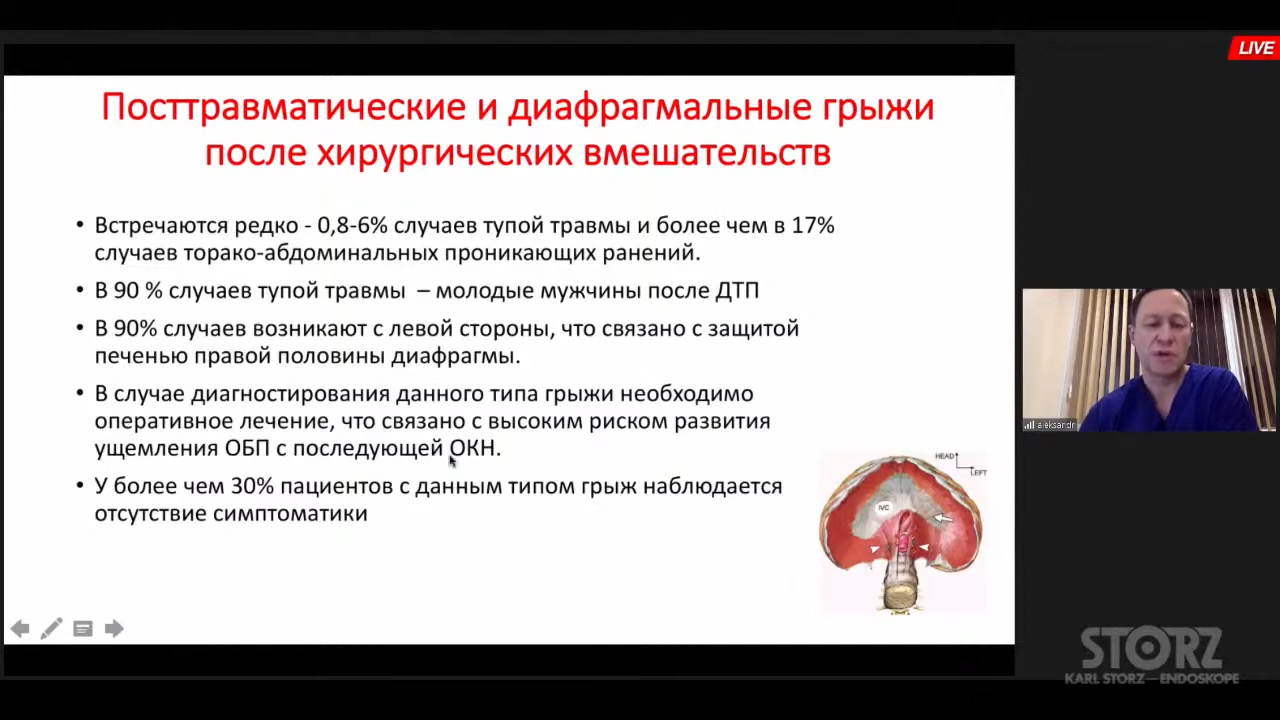 LIVE
Посттравматические и диафрагмальные грыжи
после хирургических вмешательств
• Встречаются редко - 0,8-6% случаев тупой травмы и более чем в 17%
случаев торако-абдоминальных проникающих ранений.
• В 90 % случаев тупой травмы – молодые мужчины после ДТП
• В 90% случаев возникают с левой стороны, что связано с защитой
печенью правой половины диафрагмы.
• В случае диагностирования данного типа грыжи необходимо
оперативное лечение, что связано с высоким риском развития
ущемления ОБП с последующей ОКН.
• У более чем 30% пациентов с данным типом грыж наблюдается
отсутствие симптоматики
HEAD
LEFT
IVC
aleksandr
STORZ
KARL STORZ—ENDOSKOPE